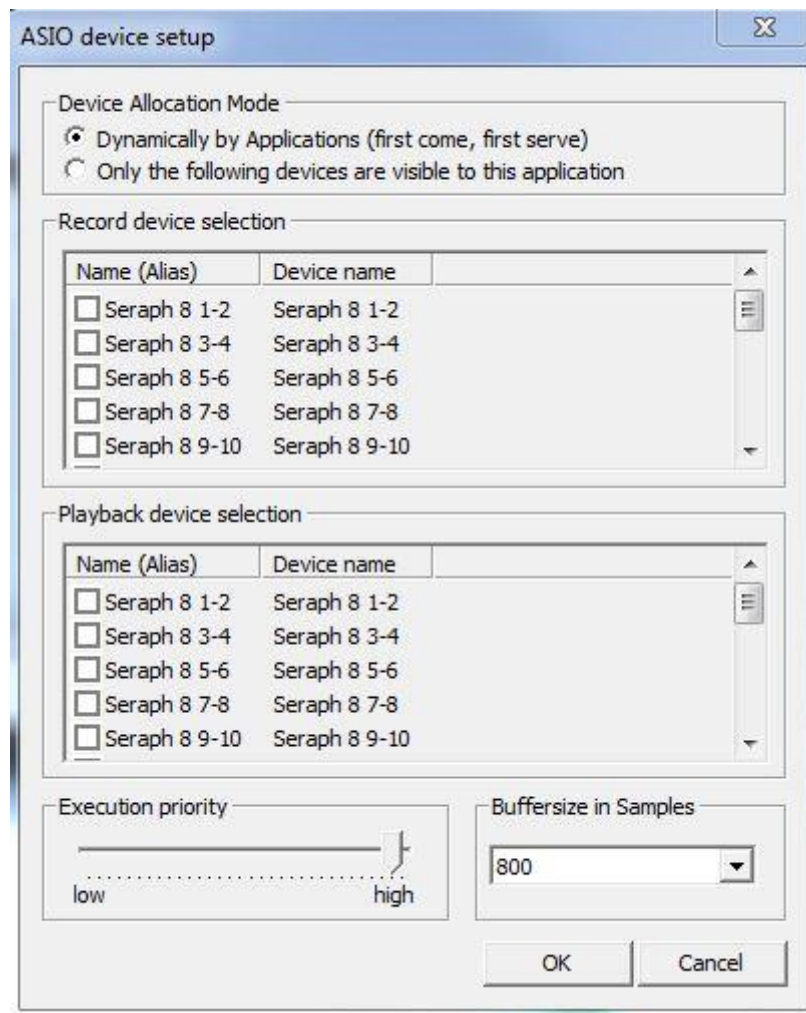 ASIO device setup
Device Allocation Mode
Dynamically by Applications (first come, first serve)
Only the following devices are visible to this application
Record device selection
Name (Alias) Device name
Seraph 8 1-2 Seraph 8 1-2
Seraph 8 3-4 Seraph 8 3-4
Seraph 8 5-6 Seraph 8 5-6
Seraph 8 7-8 Seraph 8 7-8
Seraph 8 9-10 Seraph 8 9-10
Playback device selection
Name (Alias) Device name
Seraph 8 1-2 Seraph 8 1-2
Seraph 8 3-4 Seraph 8 3-4
Seraph 8 5-6 Seraph 8 5-6
Seraph 8 7-8 Seraph 8 7-8
Seraph 8 9-10 Seraph 8 9-10
Execution priority Buffersize in Samples
800
low high
OK Cancel